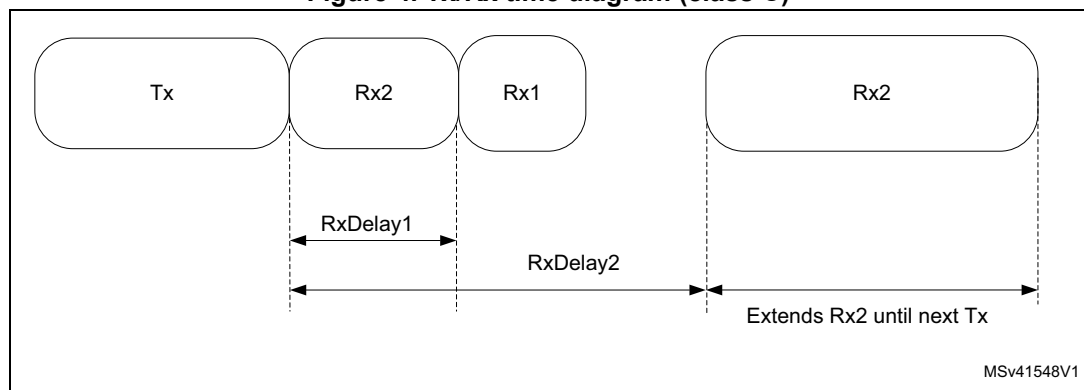 Tx Rx2 Rx1 Rx2
RxDelay1
RxDelay2
Extends Rx2 until next Tx
MSv41548V1